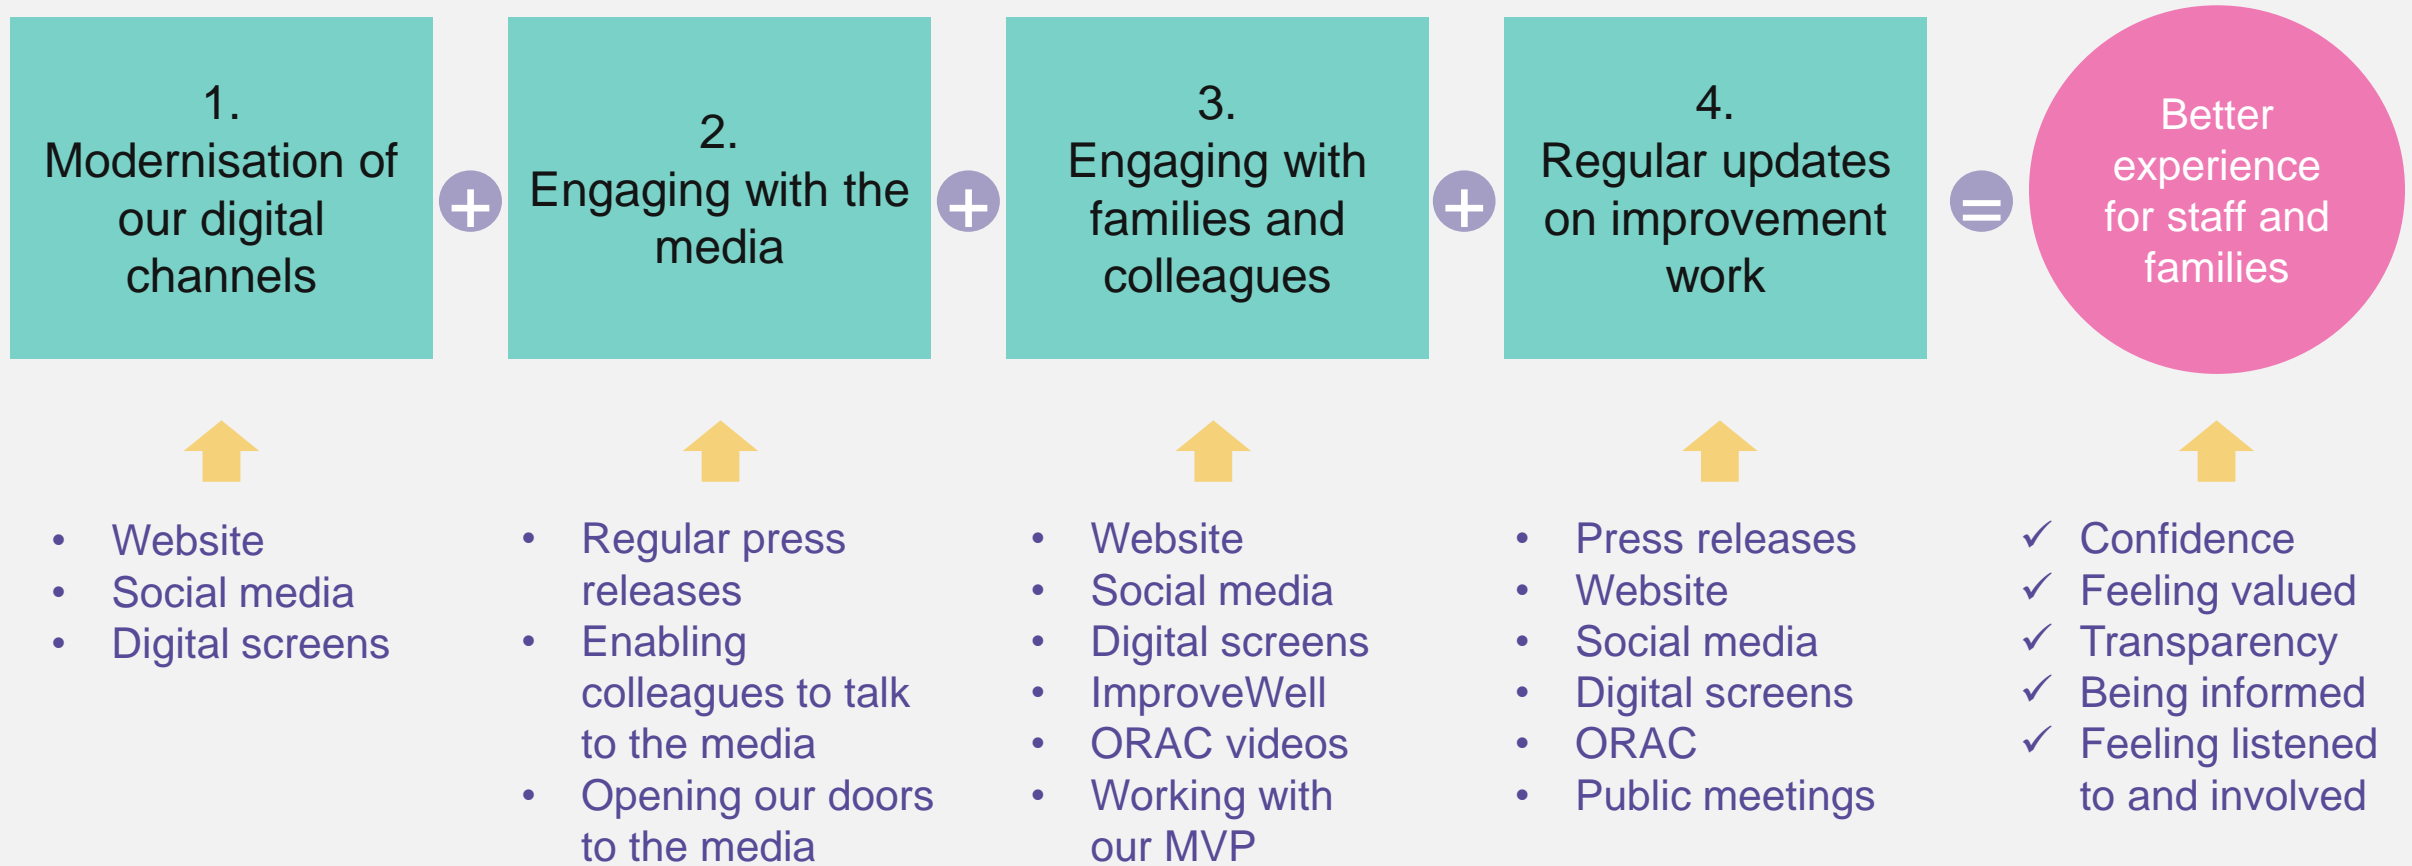 1.
Modernisation of
our digital
channels
+
2.
Engaging with the
media
+
3.
Engaging with
families and
colleagues
+
4.
Regular updates
on improvement
work
=
Better
experience
for staff and
families
• Website
• Social media
• Digital screens
• Regular press
releases
• Enabling
colleagues to talk
to the media
• Opening our doors
to the media
• Website
• Social media
• Digital screens
• ImproveWell
• ORAC videos
• Working with
our MVP
• Press releases
• Website
• Social media
• Digital screens
• ORAC
• Public meetings
✓ Confidence
✓ Feeling valued
✓ Transparency
✓ Being informed
✓ Feeling listened
to and involved